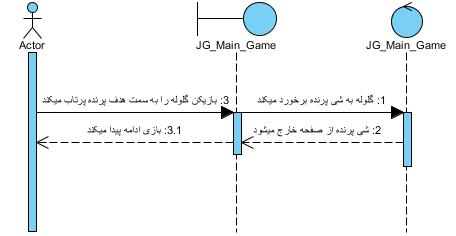 Actor
JG_Main_Game
JG_Main_Game
3: بازیکن گلوله را به سمت هدف پرنده پرتاب میکند
1: گلوله به شی پرنده برخورد میکند
3.1: بازی ادامه پیدا میکند
2: شی پرنده از صفحه خارج میشود